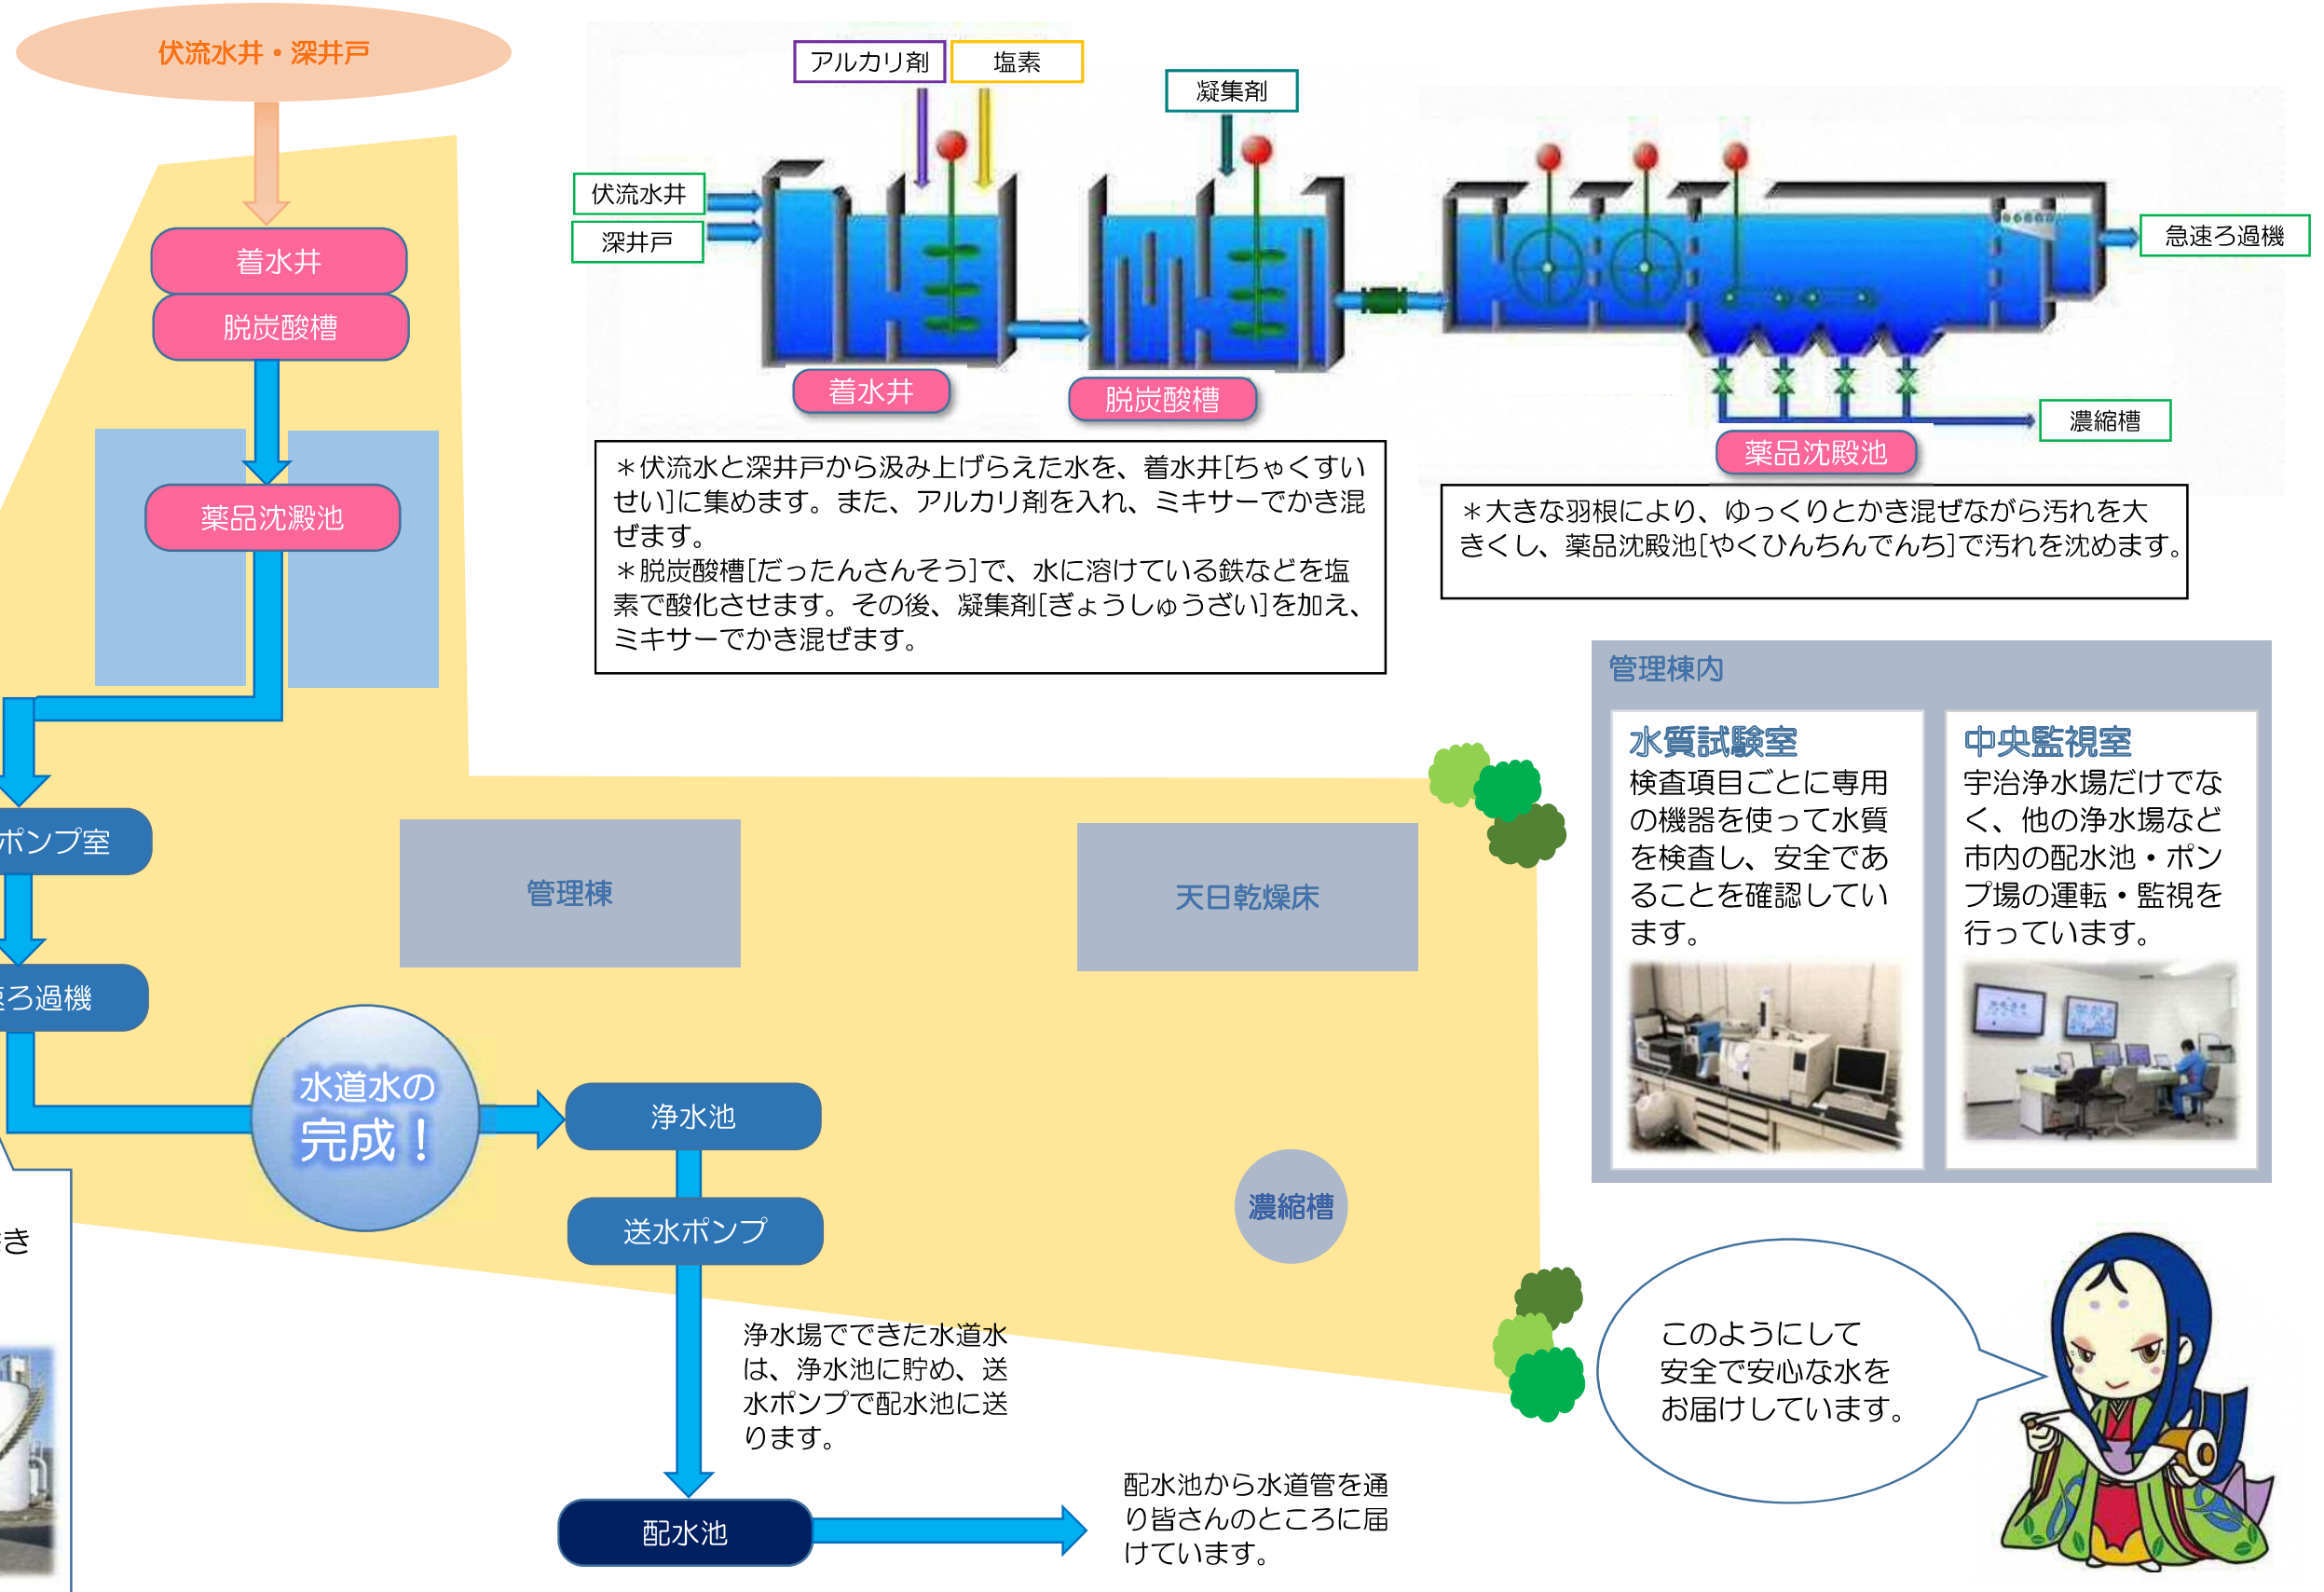 伏流水井・深井戸
着水井
脱炭酸槽
薬品沈澱池
ポンプ室
ろ過機
水道水の
完成！
浄水池
送水ポンプ
配水池
管理棟
天日乾燥床
濃縮槽
き
アルカリ剤
塩素
凝集剤
伏流水井
深井戸
着水井
脱炭酸槽
薬品沈殿池
急速ろ過機
濃縮槽
＊伏流水と深井戸から汲み上げらえた水を、着水井[ちゃくすい
せい]に集めます。また、アルカリ剤を入れ、ミキサーでかき混
ぜます。
＊脱炭酸槽[だったんさんそう]で、水に溶けている鉄などを塩
素で酸化させます。その後、凝集剤[ぎょうしゅうざい]を加え、
ミキサーでかき混ぜます。
＊大きな羽根により、ゆっくりとかき混ぜながら汚れを大
きくし、薬品沈殿池[やくひんちんでんち]で汚れを沈めます。
管理棟内
水質試験室
検査項目ごとに専用
の機器を使って水質
を検査し、安全であ
ることを確認してい
ます。
中央監視室
宇治浄水場だけでな
く、他の浄水場など
市内の配水池・ポン
プ場の運転・監視を
行っています。
浄水場でできた水道水
は、浄水池に貯め、送
水ポンプで配水池に送
ります。
配水池から水道管を通
り皆さんのところに届
けています。
このようにして
安全で安心な水を
お届けしています。